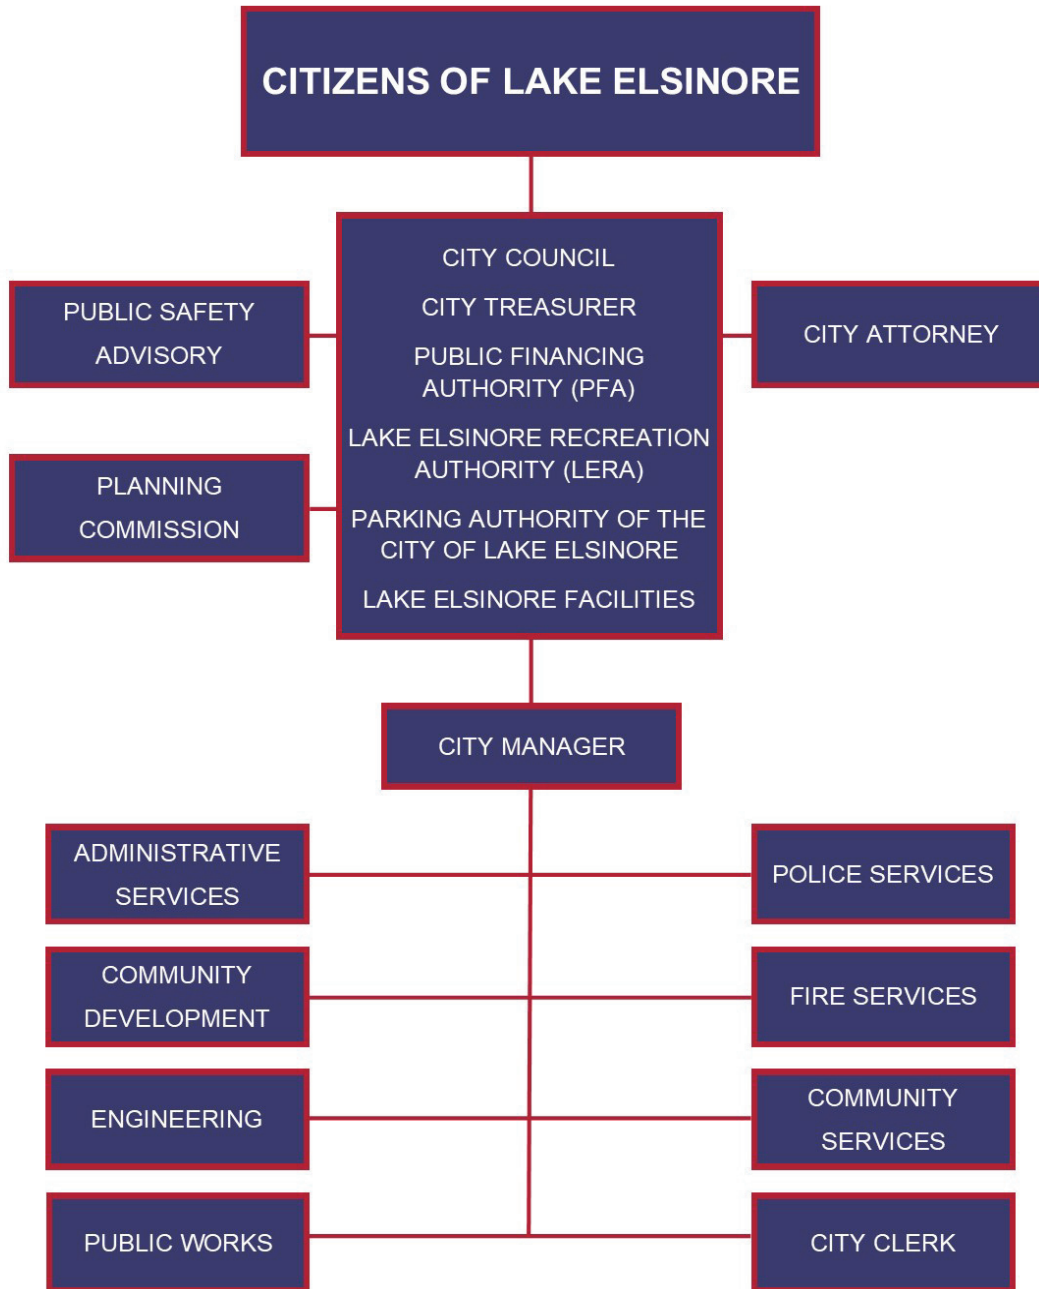 CITIZENS OF LAKE ELSINORE
CITY COUNCIL
CITY TREASURER
PUBLIC FINANCING
AUTHORITY (PFA)
LAKE ELSINORE RECREATION
AUTHORITY (LERA)
PARKING AUTHORITY OF THE
CITY OF LAKE ELSINORE
LAKE ELSINORE FACILITIES
PUBLIC SAFETY
ADVISORY
PLANNING
COMMISSION
CITY ATTORNEY
CITY MANAGER
ADMINISTRATIVE
SERVICES
POLICE SERVICES
COMMUNITY
DEVELOPMENT
FIRE SERVICES
ENGINEERING
COMMUNITY
SERVICES
PUBLIC WORKS
CITY CLERK